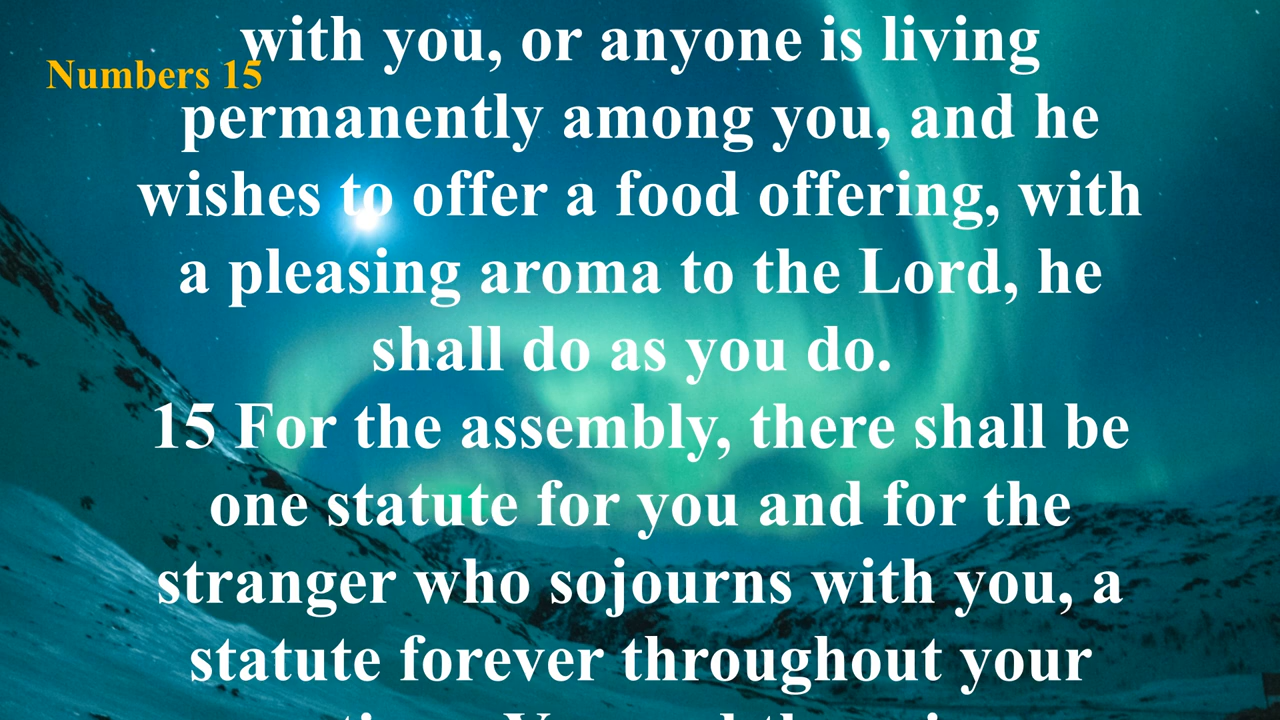 with you, or anyone is living
Numbers 15
permanently among you, and he
wishes to offer a food offering, with
a pleasing aroma to the Lord, he
shall do as you do.
15 For the assembly, there shall be
one statute for you and for the
stranger who sojourns with you, a
statute forever throughout your